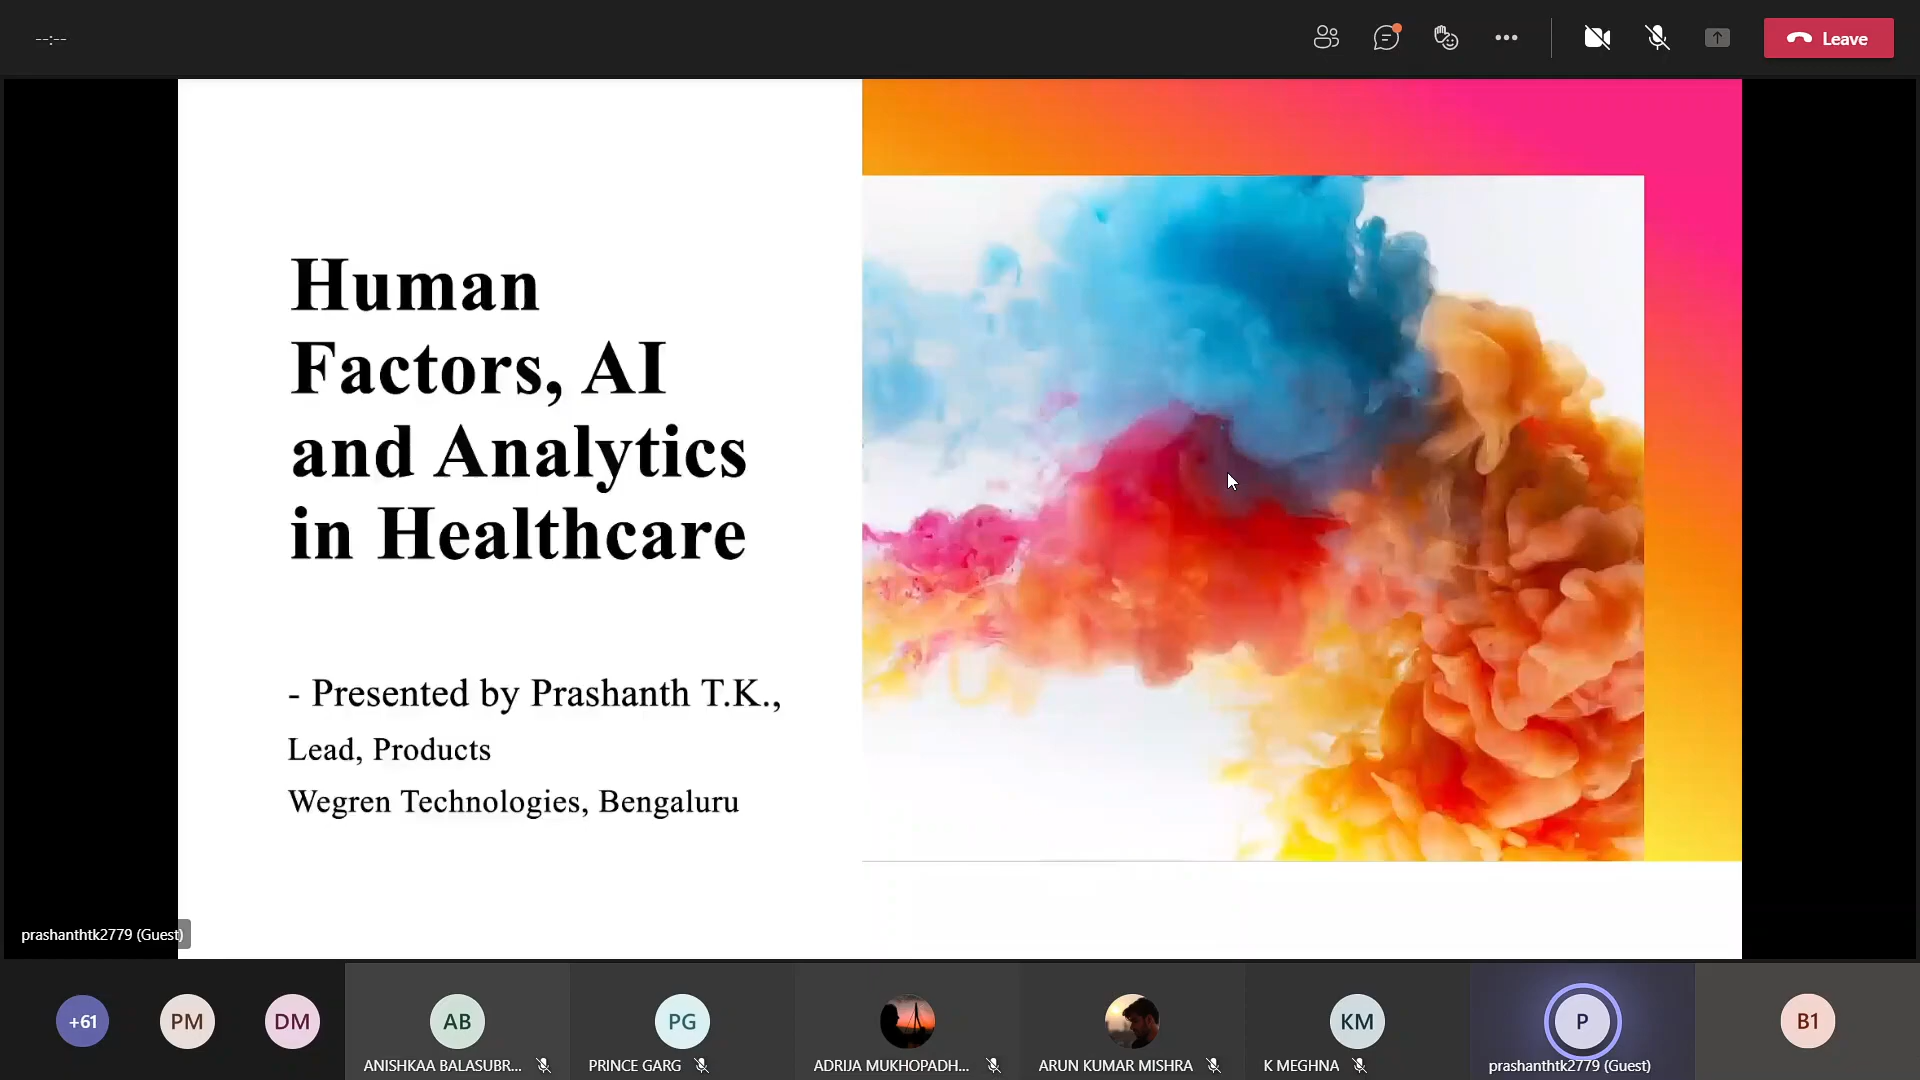 --:--
Leave
Human
Factors, AI
and Analytics
in Healthcare
- Presented by Prashanth T.K.,
Lead, Products
Wegren Technologies, Bengaluru
prashanthtk2779 (Guest)
+61
PM
DM
AB
PG
KM
P
B1
ANISHKAA BALASUBR...
PRINCE GARG
ADRIJA MUKHOPADH...
ARUN KUMAR MISHRA
K MEGHNA
prashanthtk2779 (Guest)